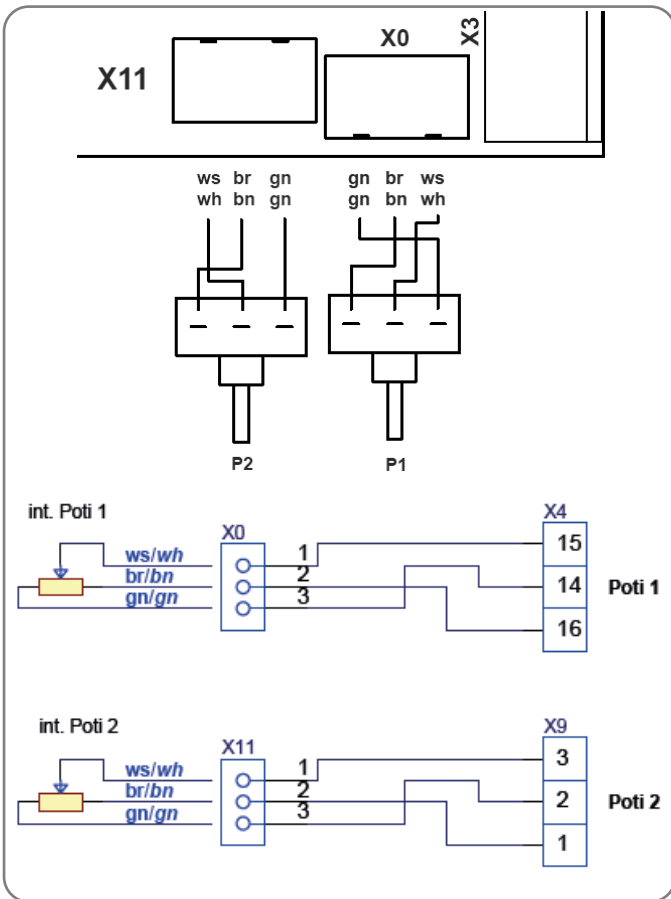 X11 X0 X3
ws br gn gn br ws
wh bn gn gn bn wh
P2 P1
int. Poti 1
X0 X4
ws/wh 1 15
br/bn 2 14 Poti 1
gn/gn 3 16
int. Poti 2
X11 X9
ws/wh 1 3
br/bn 2 2 Poti 2
gn/gn 3 1